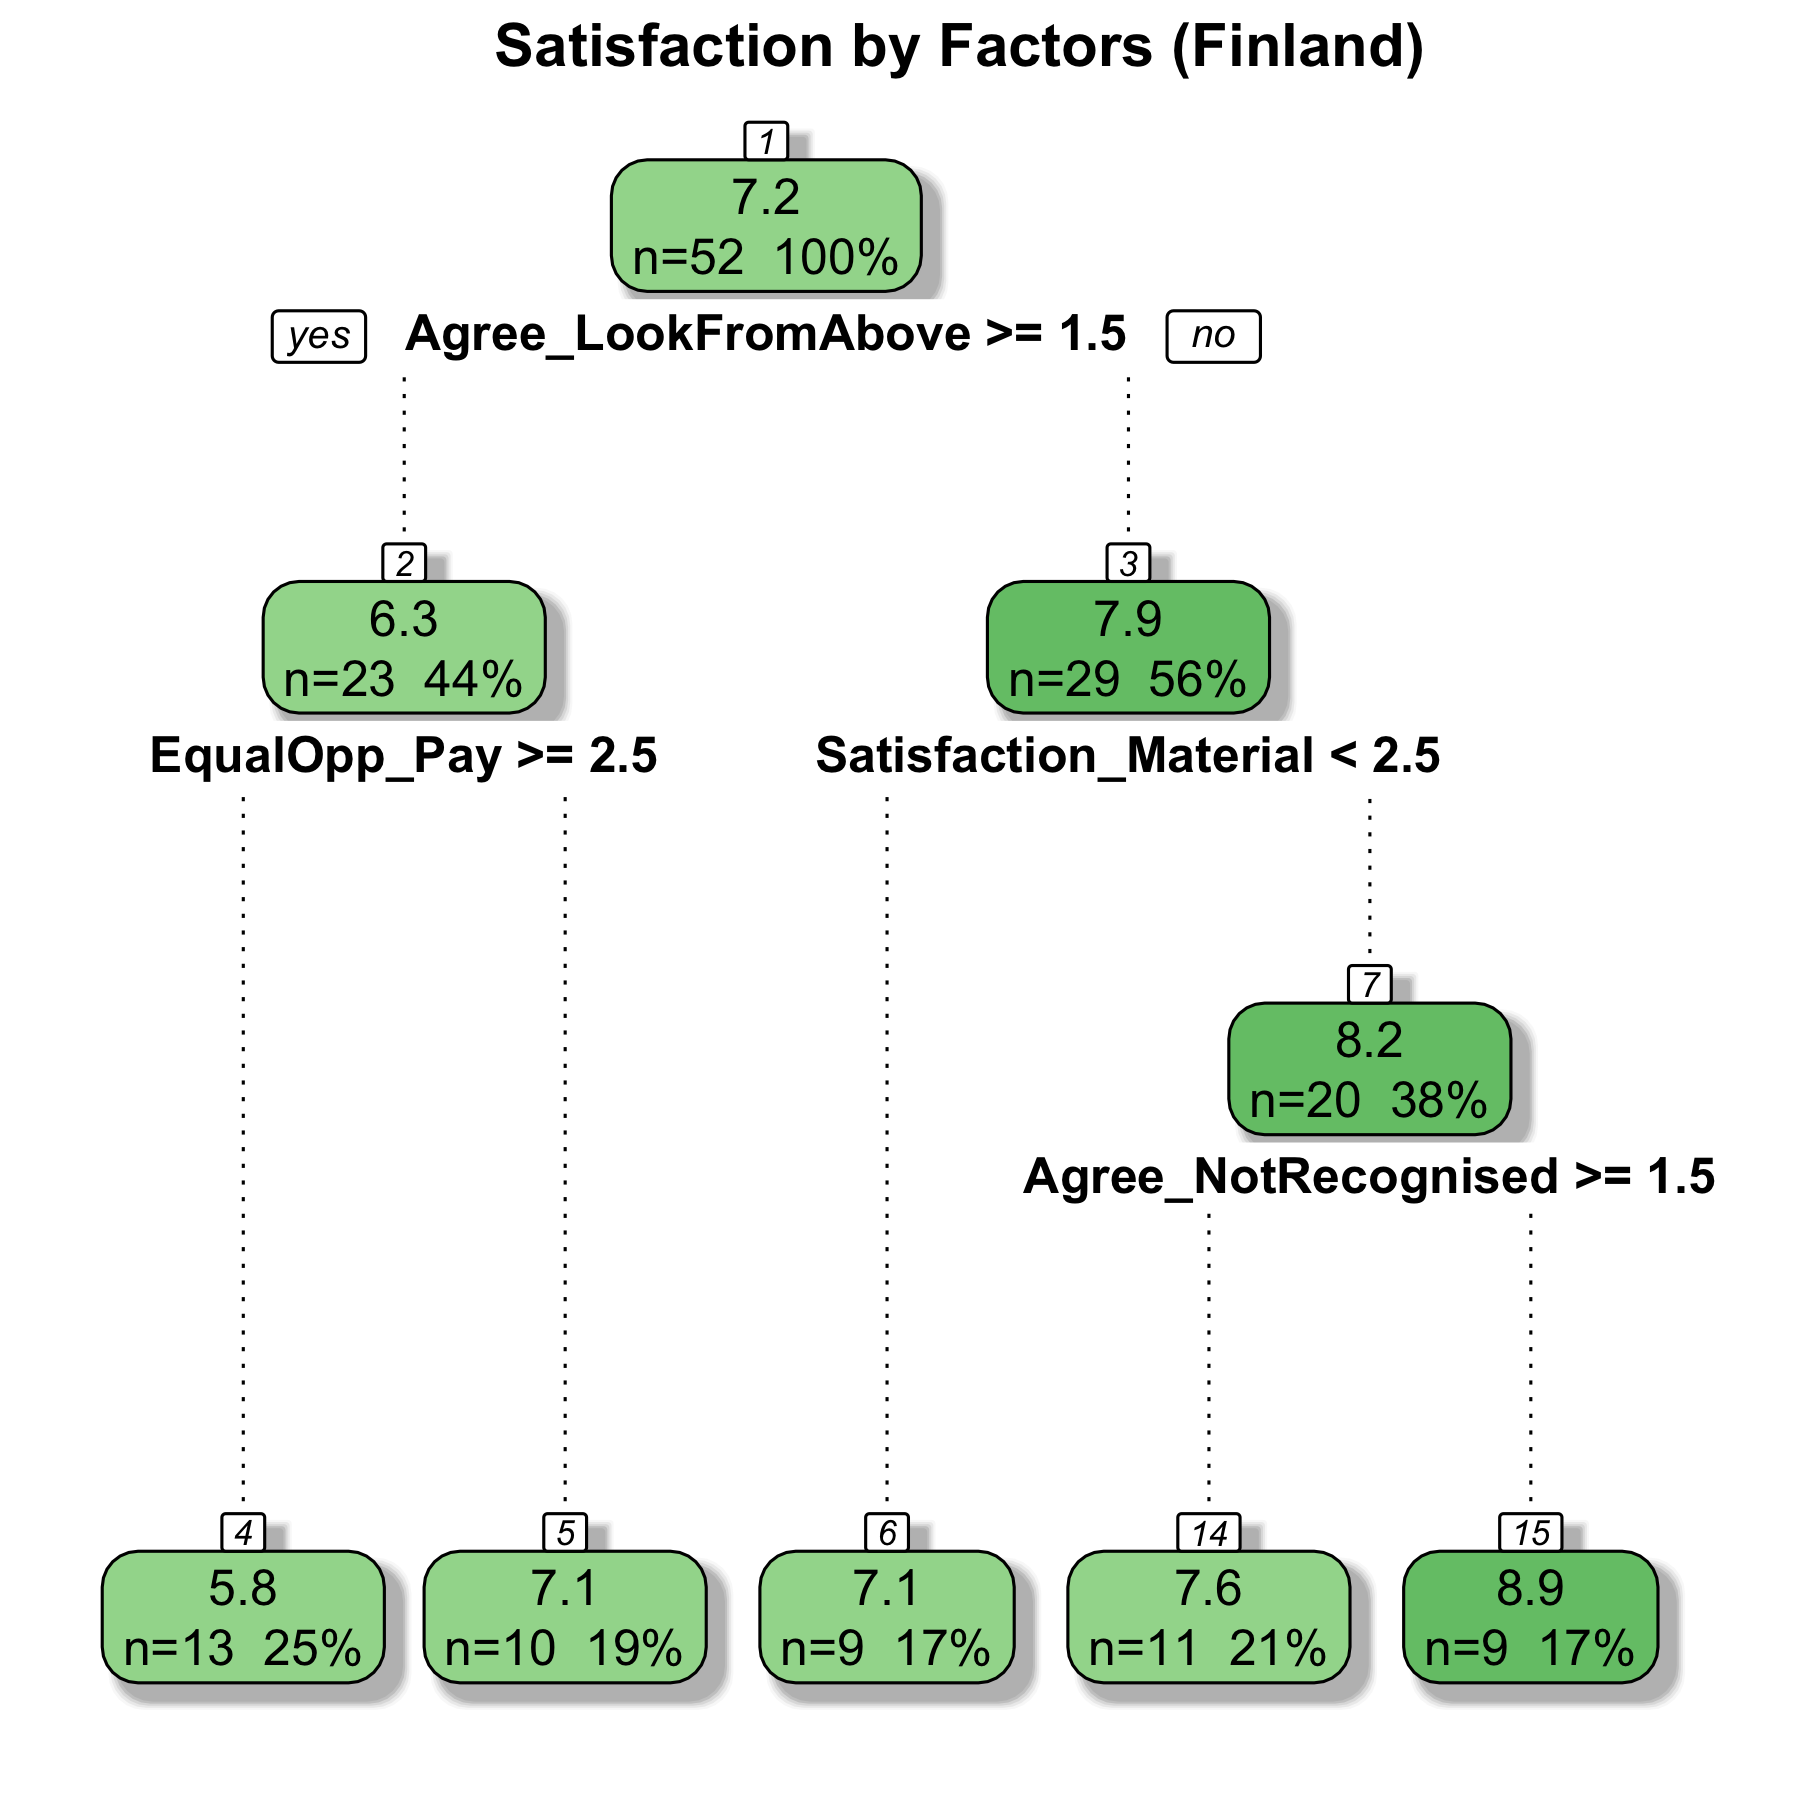 Satisfaction by Factors (Finland)
1
7.2
n=52 100%
yes Agree_LookFromAbove >= 1.5 no
2 3
6.3 7.9
n=23 44% n=29 56%
EqualOpp_Pay >= 2.5 Satisfaction_Material < 2.5
7
8.2
n=20 38%
Agree_NotRecognised >= 1.5
4 5 6 14 15
5.8 7.1 7.1 7.6 8.9
n=13 25% n=10 19% n=9 17% n=11 21% n=9 17%